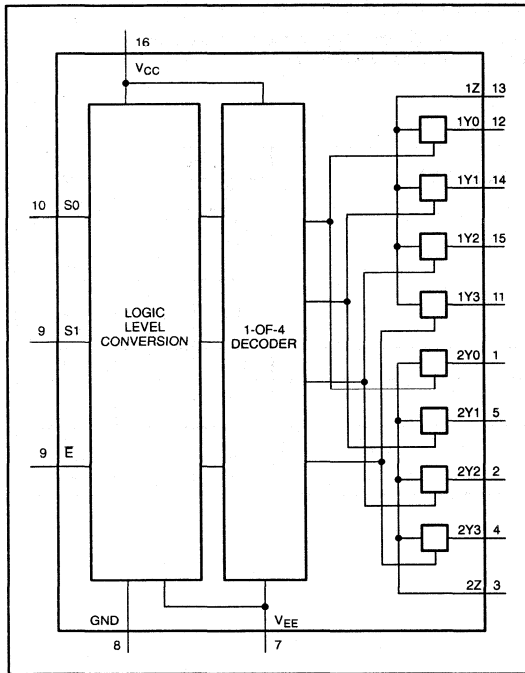 16
VCC
1Z 13
1Y0 12
1Y1 14
10 S0
1Y2 15
LOGIC
LEVEL
CONVERSION
1-OF-4
DECODER
1Y3 11
9 S1
2Y0 1
2Y1 5
9 E̅
2Y2 2
2Y3 4
2Z 3
GND
VEE
8
7